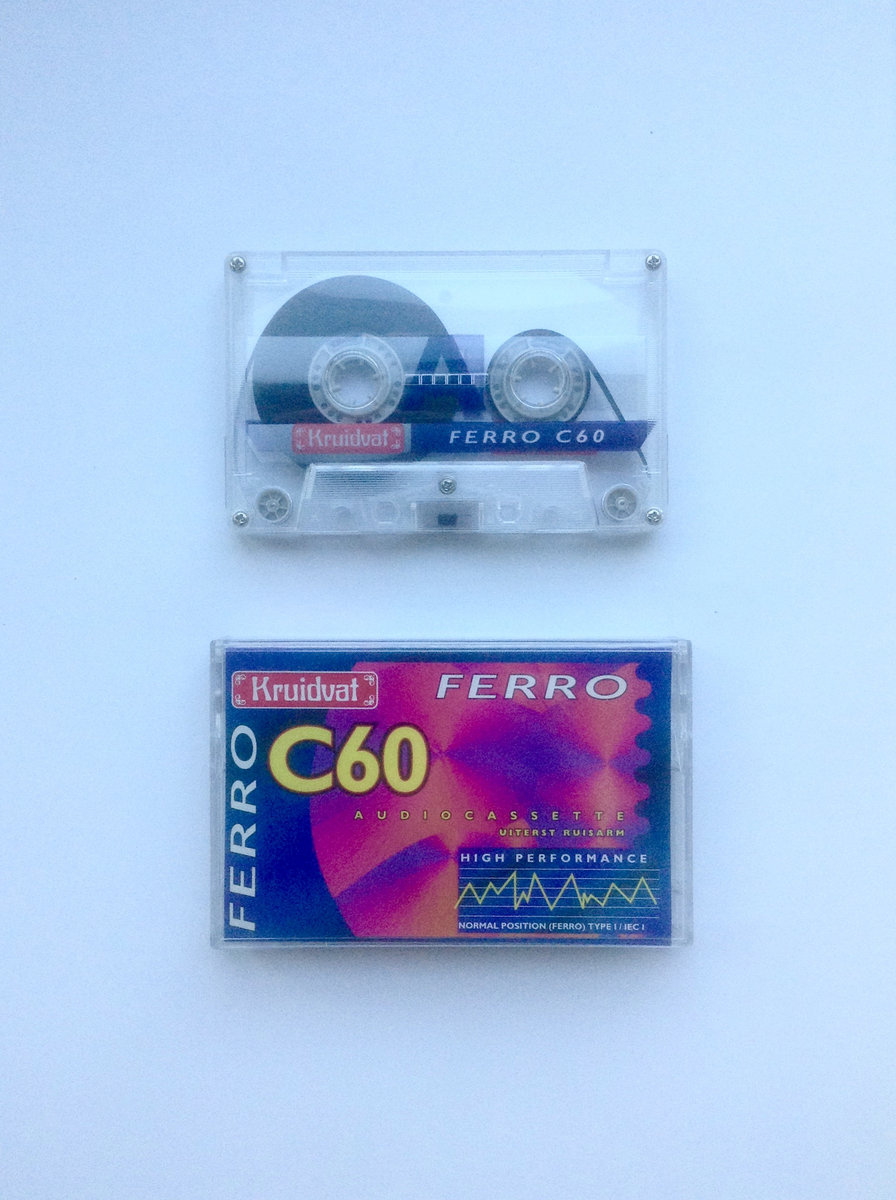 Kruidvat
FERRO C60
Kruidvat
FERRO
FERRO
C60
AUDIOCASSETTE
UITERST RUISARM
HIGH PERFORMANCE
NORMAL POSITION (FERRO) TYPE I / IEC I